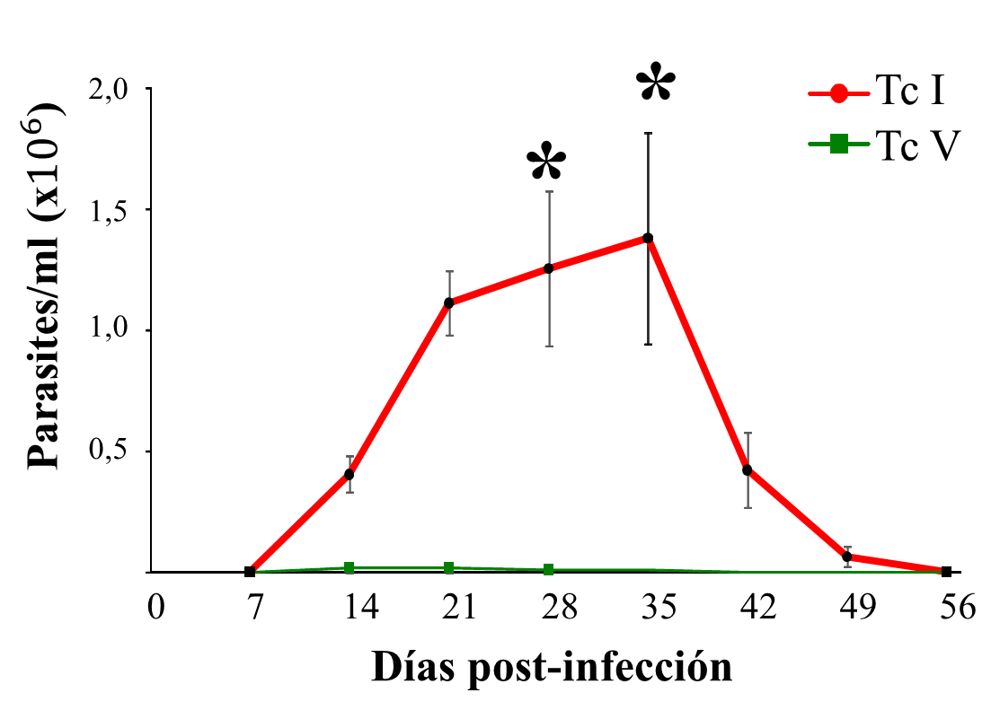 *
*
Tc I
Tc V
2,0
1,5
1,0
0,5
Parasites/ml (x10⁶)
0 7 14 21 28 35 42 49 56
Días post-infección